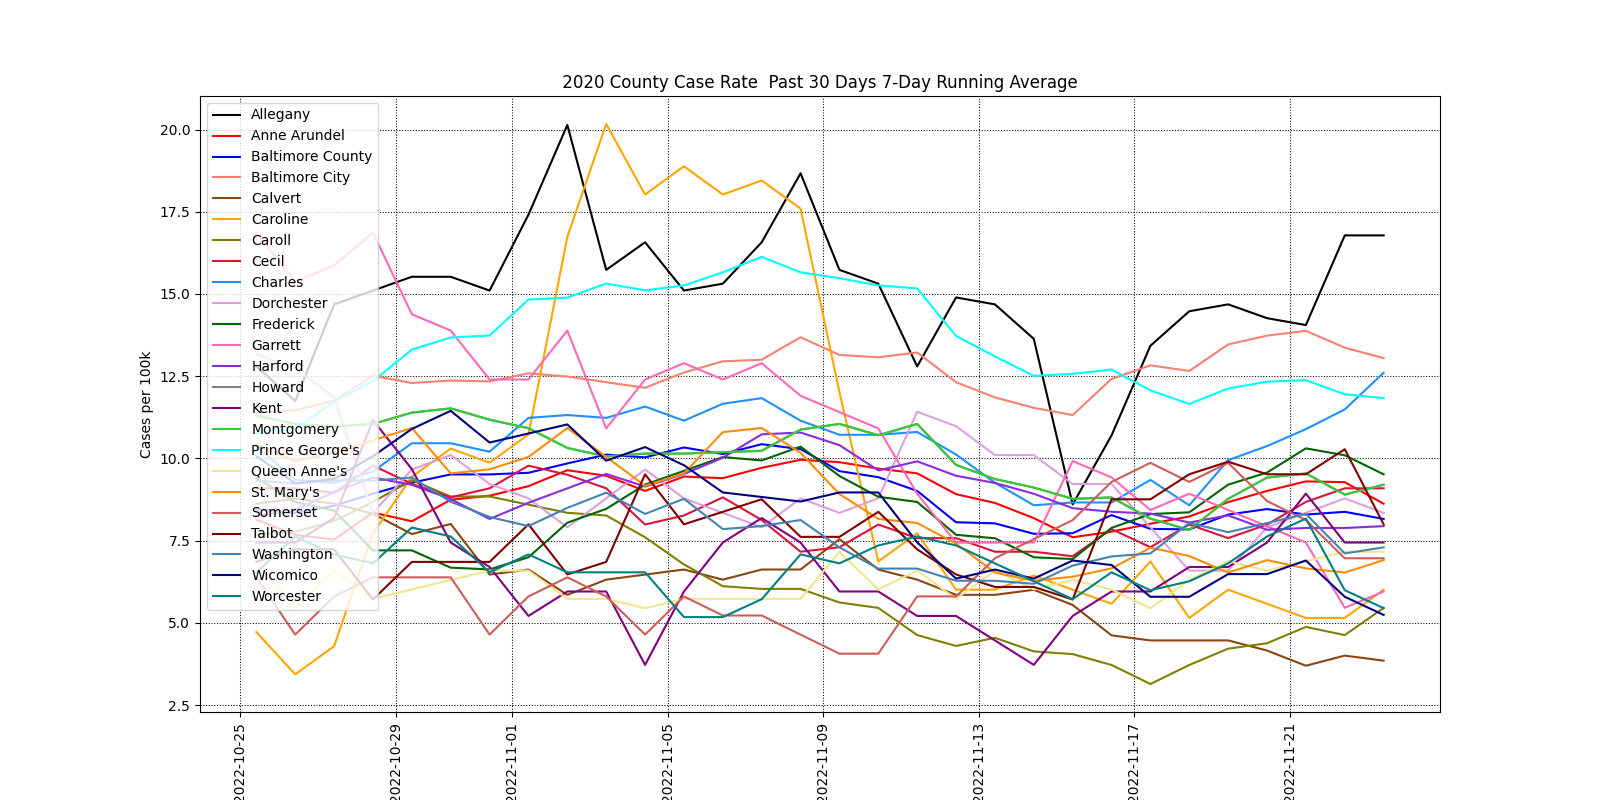 2020 County Case Rate  Past 30 Days 7-Day Running Average
Cases per 100k
20.0
17.5
15.0
12.5
10.0
7.5
5.0
2.5
Allegany
Anne Arundel
Baltimore County
Baltimore City
Calvert
Caroline
Caroll
Cecil
Charles
Dorchester
Frederick
Garrett
Harford
Howard
Kent
Montgomery
Prince George's
Queen Anne's
St. Mary's
Somerset
Talbot
Washington
Wicomico
Worcester
2022-10-25
2022-10-29
2022-11-01
2022-11-05
2022-11-09
2022-11-13
2022-11-17
2022-11-21